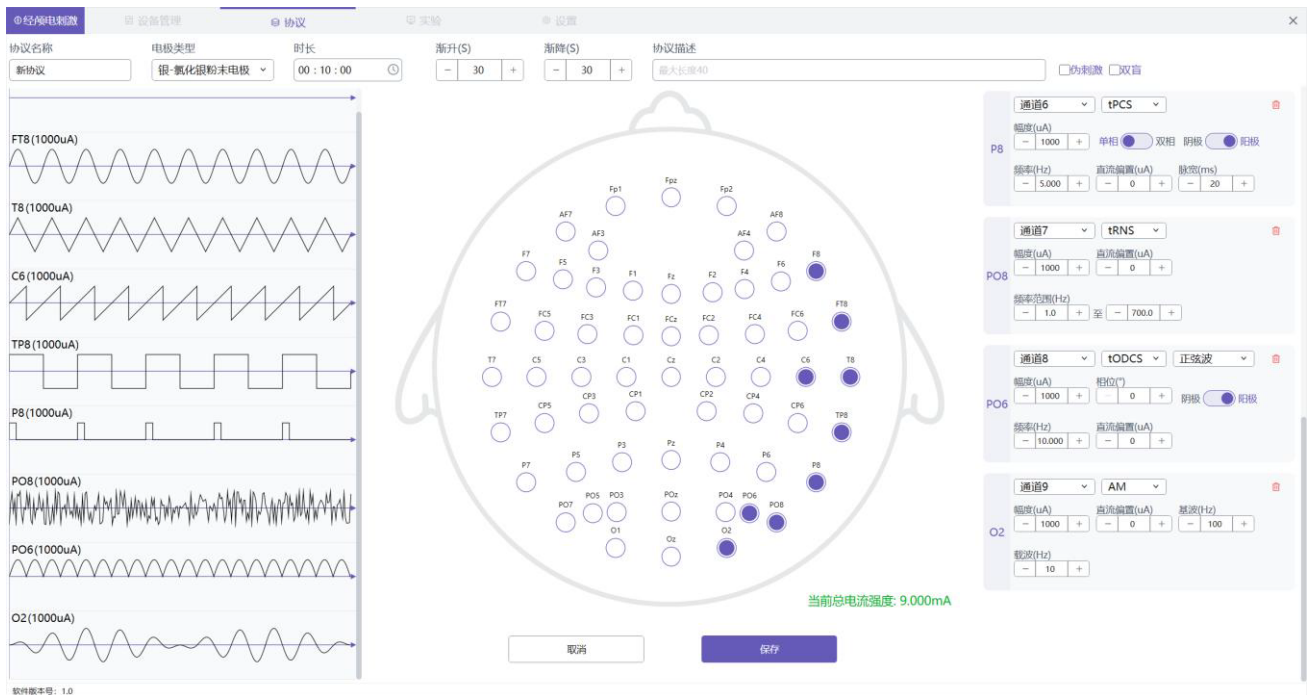 经颅电刺激 设备管理 协议 实验 设置
协议名称 电极类型 时长 渐升(S) 渐降(S) 协议描述
新协议 银-氯化银粉末电极 00 : 10 : 00 − 30 + − 30 + 最大长度40 伪刺激 双盲
FT8(1000uA)
T8(1000uA)
C6(1000uA)
TP8(1000uA)
P8(1000uA)
PO8(1000uA)
PO6(1000uA)
O2(1000uA)
Fp1 Fpz Fp2
AF7 AF8
AF3 AF4
F7 F8
F5 F3 F1 Fz F2 F4 F6
FT7 FT8
FC5 FC3 FC1 FCz FC2 FC4 FC6
T7 C5 C3 C1 Cz C2 C4 C6 T8
CP5 CP3 CP1 CP2 CP4 CP6
TP7 TP8
P7 P5 P3 Pz P4 P6 P8
PO7 PO5 PO3 POz PO4 PO6 PO8
O1 Oz O2
当前总电流强度: 9.000mA
取消 保存
P8
通道6 tPCS
幅度(uA)
− 1000 + 单相 双相 阴极 阳极
频率(Hz) 直流偏置(uA) 脉宽(ms)
− 5.000 + − 0 + − 20 +
PO8
通道7 tRNS
幅度(uA) 直流偏置(uA)
− 1000 + − 0 +
频率范围(Hz)
− 1.0 + 至 − 700.0 +
PO6
通道8 tODCS 正弦波
幅度(uA) 相位(°)
− 1000 + − 0 + 阴极 阳极
频率(Hz) 直流偏置(uA)
− 10.000 + − 0 +
O2
通道9 AM
幅度(uA) 直流偏置(uA) 基波(Hz)
− 1000 + − 0 + − 100 +
载波(Hz)
− 10 +
软件版本号: 1.0